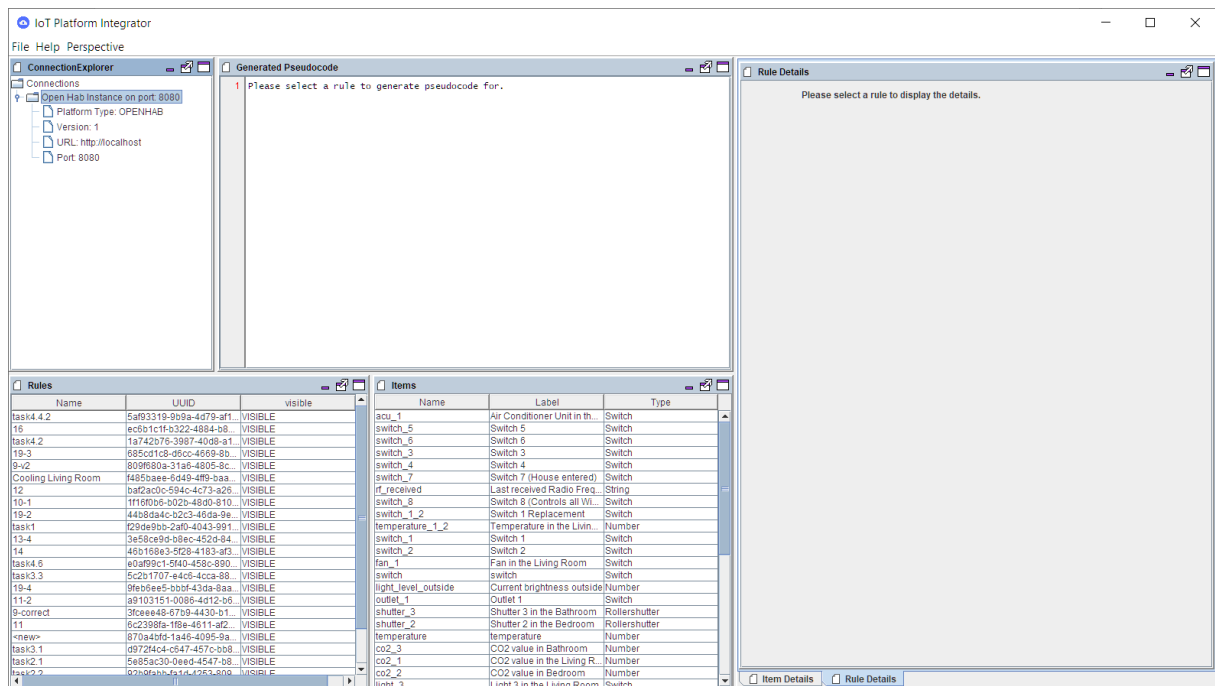 IoT Platform Integrator
File Help Perspective
ConnectionExplorer
Connections
Open Hab Instance on port: 8080
Platform Type: OPENHAB
Version: 1
URL: http://localhost
Port: 8080
Generated Pseudocode
1 Please select a rule to generate pseudocode for.
Rule Details
Please select a rule to display the details.
Rules
Name UUID visible
task4.4.2 5af93319-9b9a-4d79-af1... VISIBLE
16 ec6b1c1f-b322-4884-b8... VISIBLE
task4.2 1a742b76-3987-40d8-a1... VISIBLE
19-3 685cd1c8-d6cc-4669-8b... VISIBLE
9-v2 809f680a-31a6-4805-8c... VISIBLE
Cooling Living Room f485baee-6d49-4ff9-baa... VISIBLE
12 baf2ac0c-594c-4c73-a26... VISIBLE
10-1 1f16f0b6-b02b-48d0-810... VISIBLE
19-2 44b8da4c-b2c3-46da-9e... VISIBLE
task1 f29de9bb-2af0-4043-991... VISIBLE
13-4 3e58ce9d-b8ec-452d-84... VISIBLE
14 46b168e3-5f28-4183-af3... VISIBLE
task4.6 e0af99c1-5f40-458c-890... VISIBLE
task3.3 5c2b1707-e4c6-4cca-88... VISIBLE
19-4 9feb6ee5-bbbf-43da-8aa... VISIBLE
11-2 a9103151-0086-4d12-b6... VISIBLE
9-correct 3fceee48-67b9-4430-b1... VISIBLE
11 6c2398fa-1f8e-4611-af2... VISIBLE
<new> 870a4bfd-1a46-4095-9a... VISIBLE
task3.1 d972f4c4-c647-457c-bb8... VISIBLE
task2.1 5e85ac30-0eed-4547-b8... VISIBLE
task2.2 92b9fabb-fa1d-4253-809... VISIBLE
Items
Name Label Type
acu_1 Air Conditioner Unit in th... Switch
switch_5 Switch 5 Switch
switch_6 Switch 6 Switch
switch_3 Switch 3 Switch
switch_4 Switch 4 Switch
switch_7 Switch 7 (House entered) Switch
rf_received Last received Radio Freq... String
switch_8 Switch 8 (Controls all Wi... Switch
switch_1_2 Switch 1 Replacement Switch
temperature_1_2 Temperature in the Livin... Number
switch_1 Switch 1 Switch
switch_2 Switch 2 Switch
fan_1 Fan in the Living Room Switch
switch switch Switch
light_level_outside Current brightness outside Number
outlet_1 Outlet 1 Switch
shutter_3 Shutter 3 in the Bathroom Rollershutter
shutter_2 Shutter 2 in the Bedroom Rollershutter
temperature temperature Number
co2_3 CO2 value in Bathroom Number
co2_1 CO2 value in the Living R... Number
co2_2 CO2 value in Bedroom Number
light_3 Light 3 in the Living Room Switch
Item Details
Rule Details